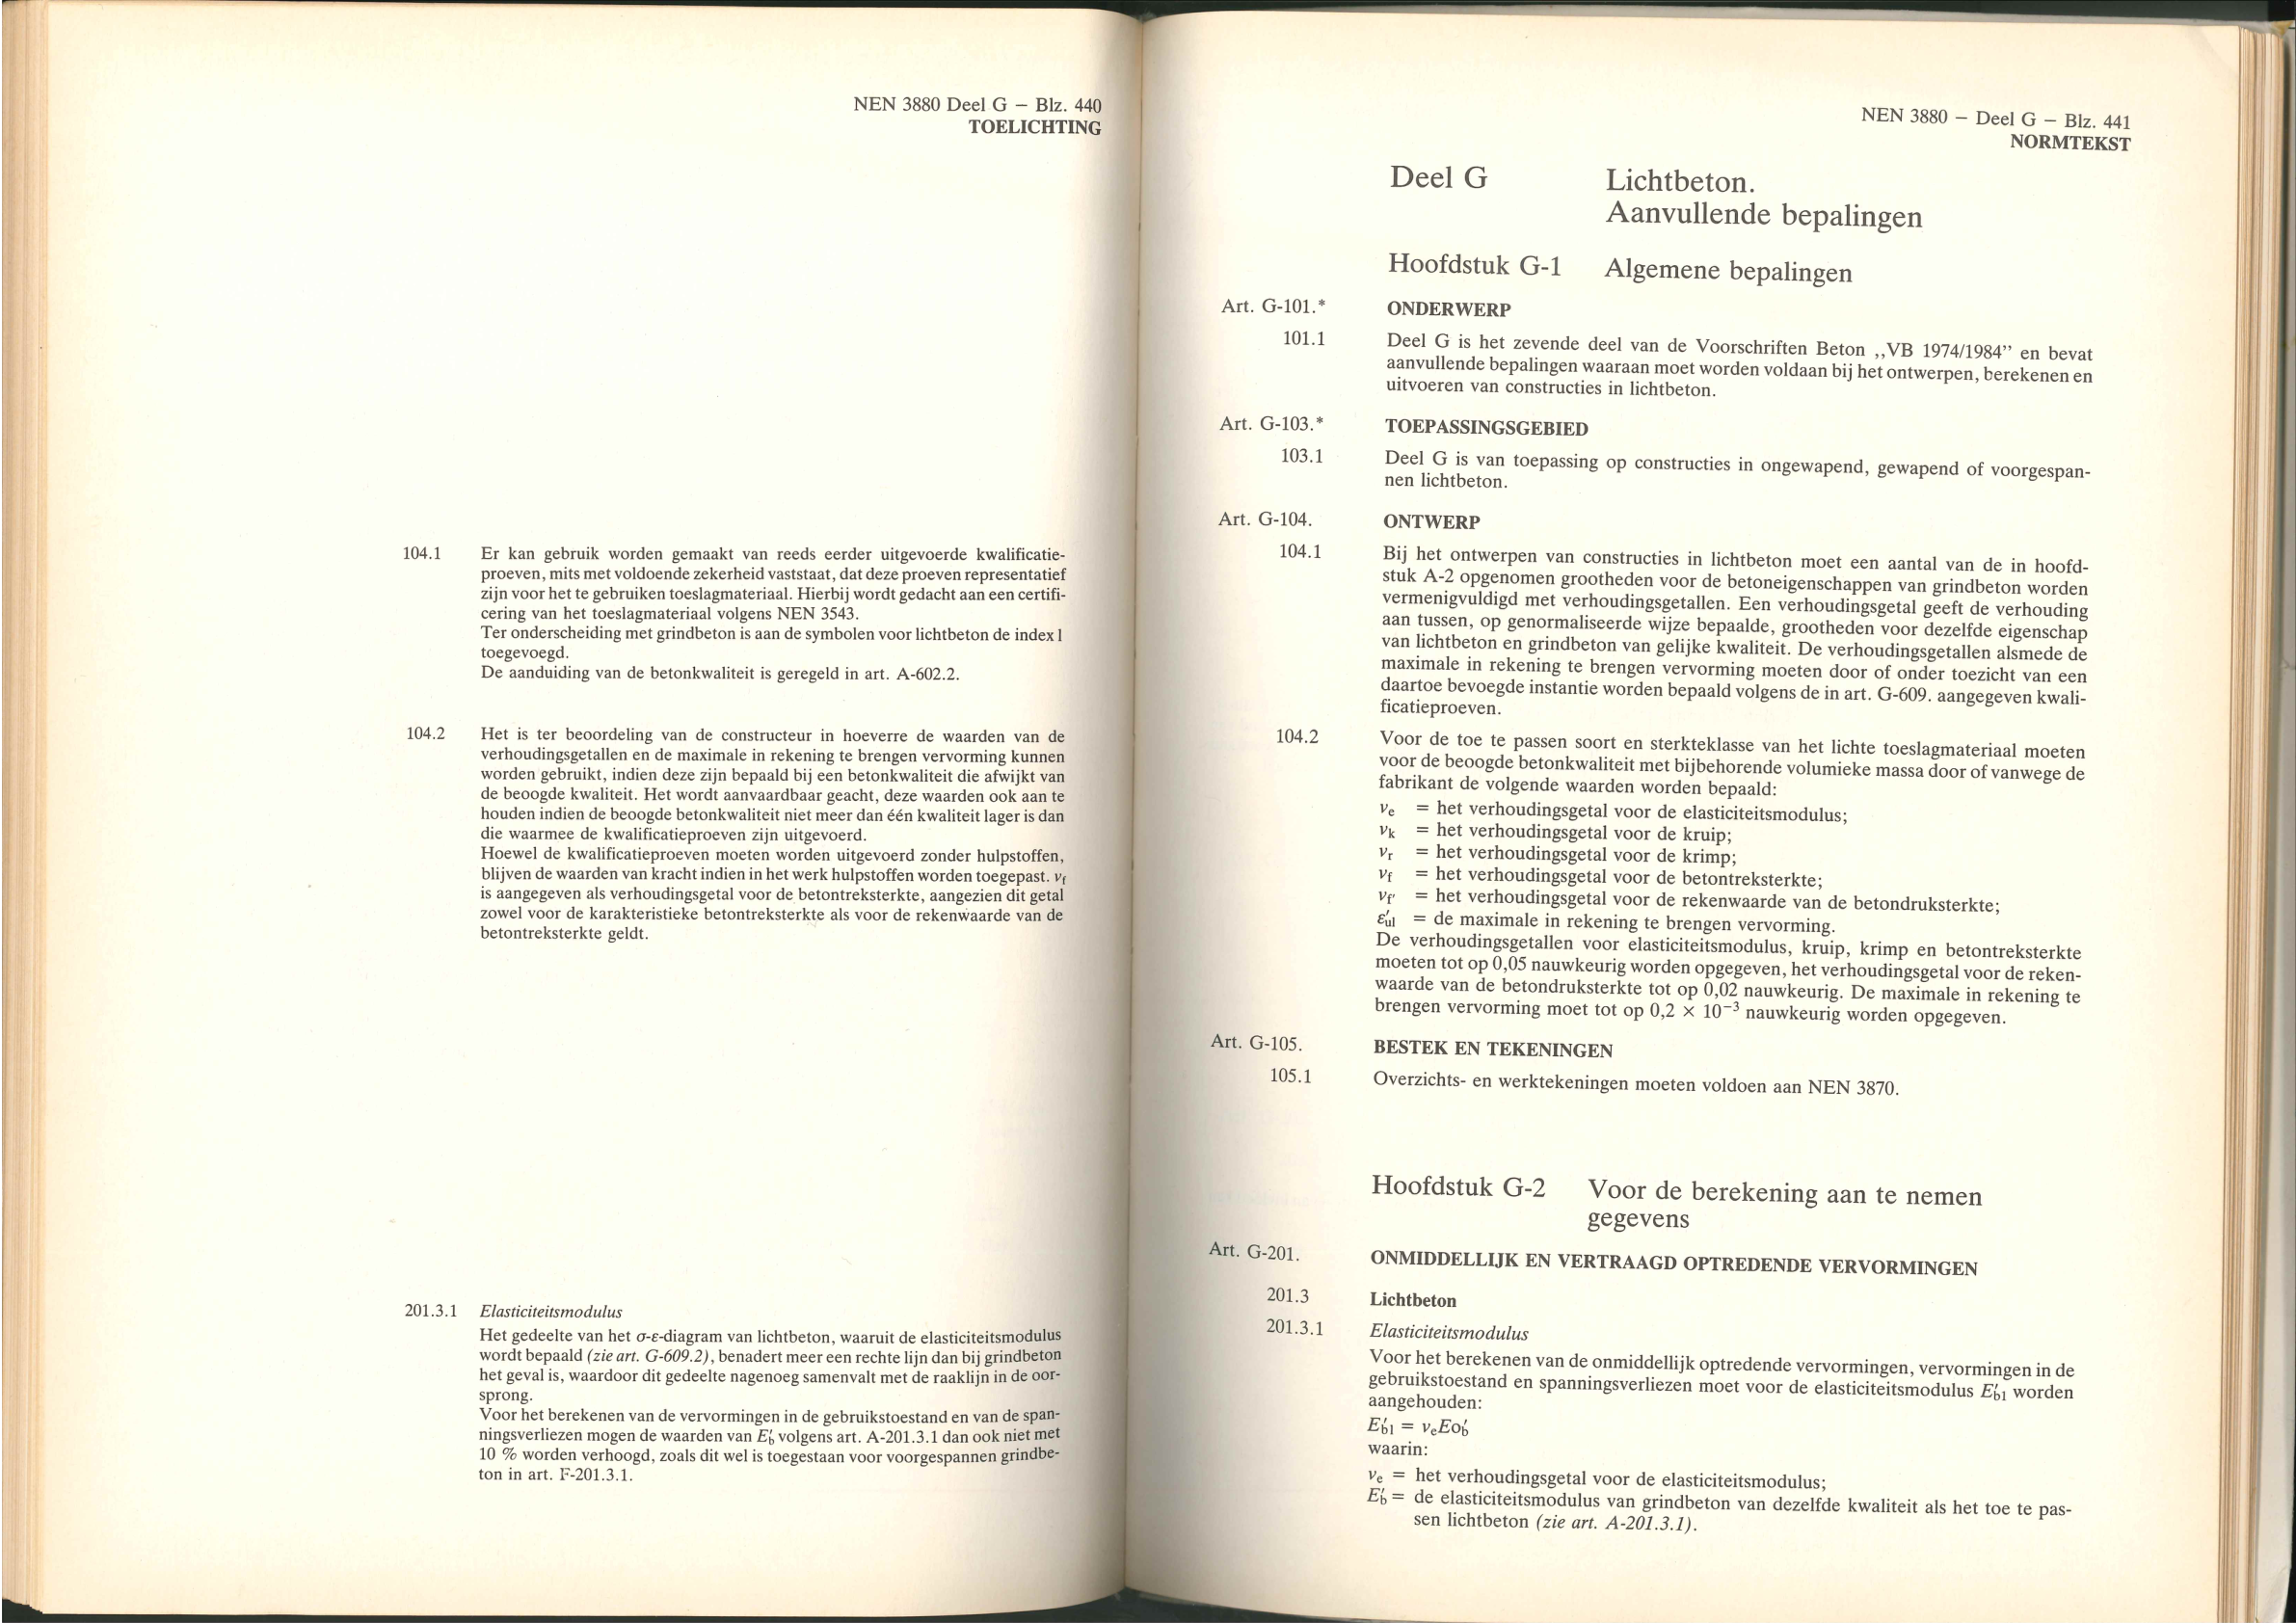 NEN 3880 Deel G – Blz. 440
TOELICHTING
104.1 Er kan gebruik worden gemaakt van reeds eerder uitgevoerde kwalificatie-
proeven, mits met voldoende zekerheid vaststaat, dat deze proeven representatief
zijn voor het te gebruiken toeslagmateriaal. Hierbij wordt gedacht aan een certifi-
cering van het toeslagmateriaal volgens NEN 3543.
Ter onderscheiding met grindbeton is aan de symbolen voor lichtbeton de index l
toegevoegd.
De aanduiding van de betonkwaliteit is geregeld in art. A-602.2.
104.2 Het is ter beoordeling van de constructeur in hoeverre de waarden van de
verhoudingsgetallen en de maximale in rekening te brengen vervorming kunnen
worden gebruikt, indien deze zijn bepaald bij een betonkwaliteit die afwijkt van
de beoogde kwaliteit. Het wordt aanvaardbaar geacht, deze waarden ook aan te
houden indien de beoogde betonkwaliteit niet meer dan één kwaliteit lager is dan
die waarmee de kwalificatieproeven zijn uitgevoerd.
Hoewel de kwalificatieproeven moeten worden uitgevoerd zonder hulpstoffen,
blijven de waarden van kracht indien in het werk hulpstoffen worden toegepast. νf
is aangegeven als verhoudingsgetal voor de betontreksterkte, aangezien dit getal
zowel voor de karakteristieke betontreksterkte als voor de rekenwaarde van de
betontreksterkte geldt.
201.3.1 Elasticiteitsmodulus
Het gedeelte van het σ-ε-diagram van lichtbeton, waaruit de elasticiteitsmodulus
wordt bepaald (zie art. G-609.2), benadert meer een rechte lijn dan bij grindbeton
het geval is, waardoor dit gedeelte nagenoeg samenvalt met de raaklijn in de oor-
sprong.
Voor het berekenen van de vervormingen in de gebruikstoestand en van de span-
ningsverliezen mogen de waarden van E′b volgens art. A-201.3.1 dan ook niet met
10 % worden verhoogd, zoals dit wel is toegestaan voor voorgespannen grindbe-
ton in art. F-201.3.1.
NEN 3880 – Deel G – Blz. 441
NORMTEKST
Deel G Lichtbeton.
Aanvullende bepalingen
Hoofdstuk G-1 Algemene bepalingen
Art. G-101.* ONDERWERP
101.1 Deel G is het zevende deel van de Voorschriften Beton ,,VB 1974/1984” en bevat
aanvullende bepalingen waaraan moet worden voldaan bij het ontwerpen, berekenen en
uitvoeren van constructies in lichtbeton.
Art. G-103.* TOEPASSINGSGEBIED
103.1 Deel G is van toepassing op constructies in ongewapend, gewapend of voorgespan-
nen lichtbeton.
Art. G-104. ONTWERP
104.1 Bij het ontwerpen van constructies in lichtbeton moet een aantal van de in hoofd-
stuk A-2 opgenomen grootheden voor de betoneigenschappen van grindbeton worden
vermenigvuldigd met verhoudingsgetallen. Een verhoudingsgetal geeft de verhouding
aan tussen, op genormaliseerde wijze bepaalde, grootheden voor dezelfde eigenschap
van lichtbeton en grindbeton van gelijke kwaliteit. De verhoudingsgetallen alsmede de
maximale in rekening te brengen vervorming moeten door of onder toezicht van een
daartoe bevoegde instantie worden bepaald volgens de in art. G-609. aangegeven kwali-
ficatieproeven.
104.2 Voor de toe te passen soort en sterkteklasse van het lichte toeslagmateriaal moeten
voor de beoogde betonkwaliteit met bijbehorende volumieke massa door of vanwege de
fabrikant de volgende waarden worden bepaald:
νe = het verhoudingsgetal voor de elasticiteitsmodulus;
νk = het verhoudingsgetal voor de kruip;
νr = het verhoudingsgetal voor de krimp;
νf = het verhoudingsgetal voor de betontreksterkte;
νf′ = het verhoudingsgetal voor de rekenwaarde van de betondruksterkte;
ε′ul = de maximale in rekening te brengen vervorming.
De verhoudingsgetallen voor elasticiteitsmodulus, kruip, krimp en betontreksterkte
moeten tot op 0,05 nauwkeurig worden opgegeven, het verhoudingsgetal voor de reken-
waarde van de betondruksterkte tot op 0,02 nauwkeurig. De maximale in rekening te
brengen vervorming moet tot op 0,2 × 10⁻³ nauwkeurig worden opgegeven.
Art. G-105. BESTEK EN TEKENINGEN
105.1 Overzichts- en werktekeningen moeten voldoen aan NEN 3870.
Hoofdstuk G-2 Voor de berekening aan te nemen
gegevens
Art. G-201. ONMIDDELLIJK EN VERTRAAGD OPTREDENDE VERVORMINGEN
201.3 Lichtbeton
201.3.1 Elasticiteitsmodulus
Voor het berekenen van de onmiddellijk optredende vervormingen, vervormingen in de
gebruikstoestand en spanningsverliezen moet voor de elasticiteitsmodulus E′b1 worden
aangehouden:
E′bl = νeEo′b
waarin:
νe = het verhoudingsgetal voor de elasticiteitsmodulus;
E′b = de elasticiteitsmodulus van grindbeton van dezelfde kwaliteit als het toe te pas-
sen lichtbeton (zie art. A-201.3.1).